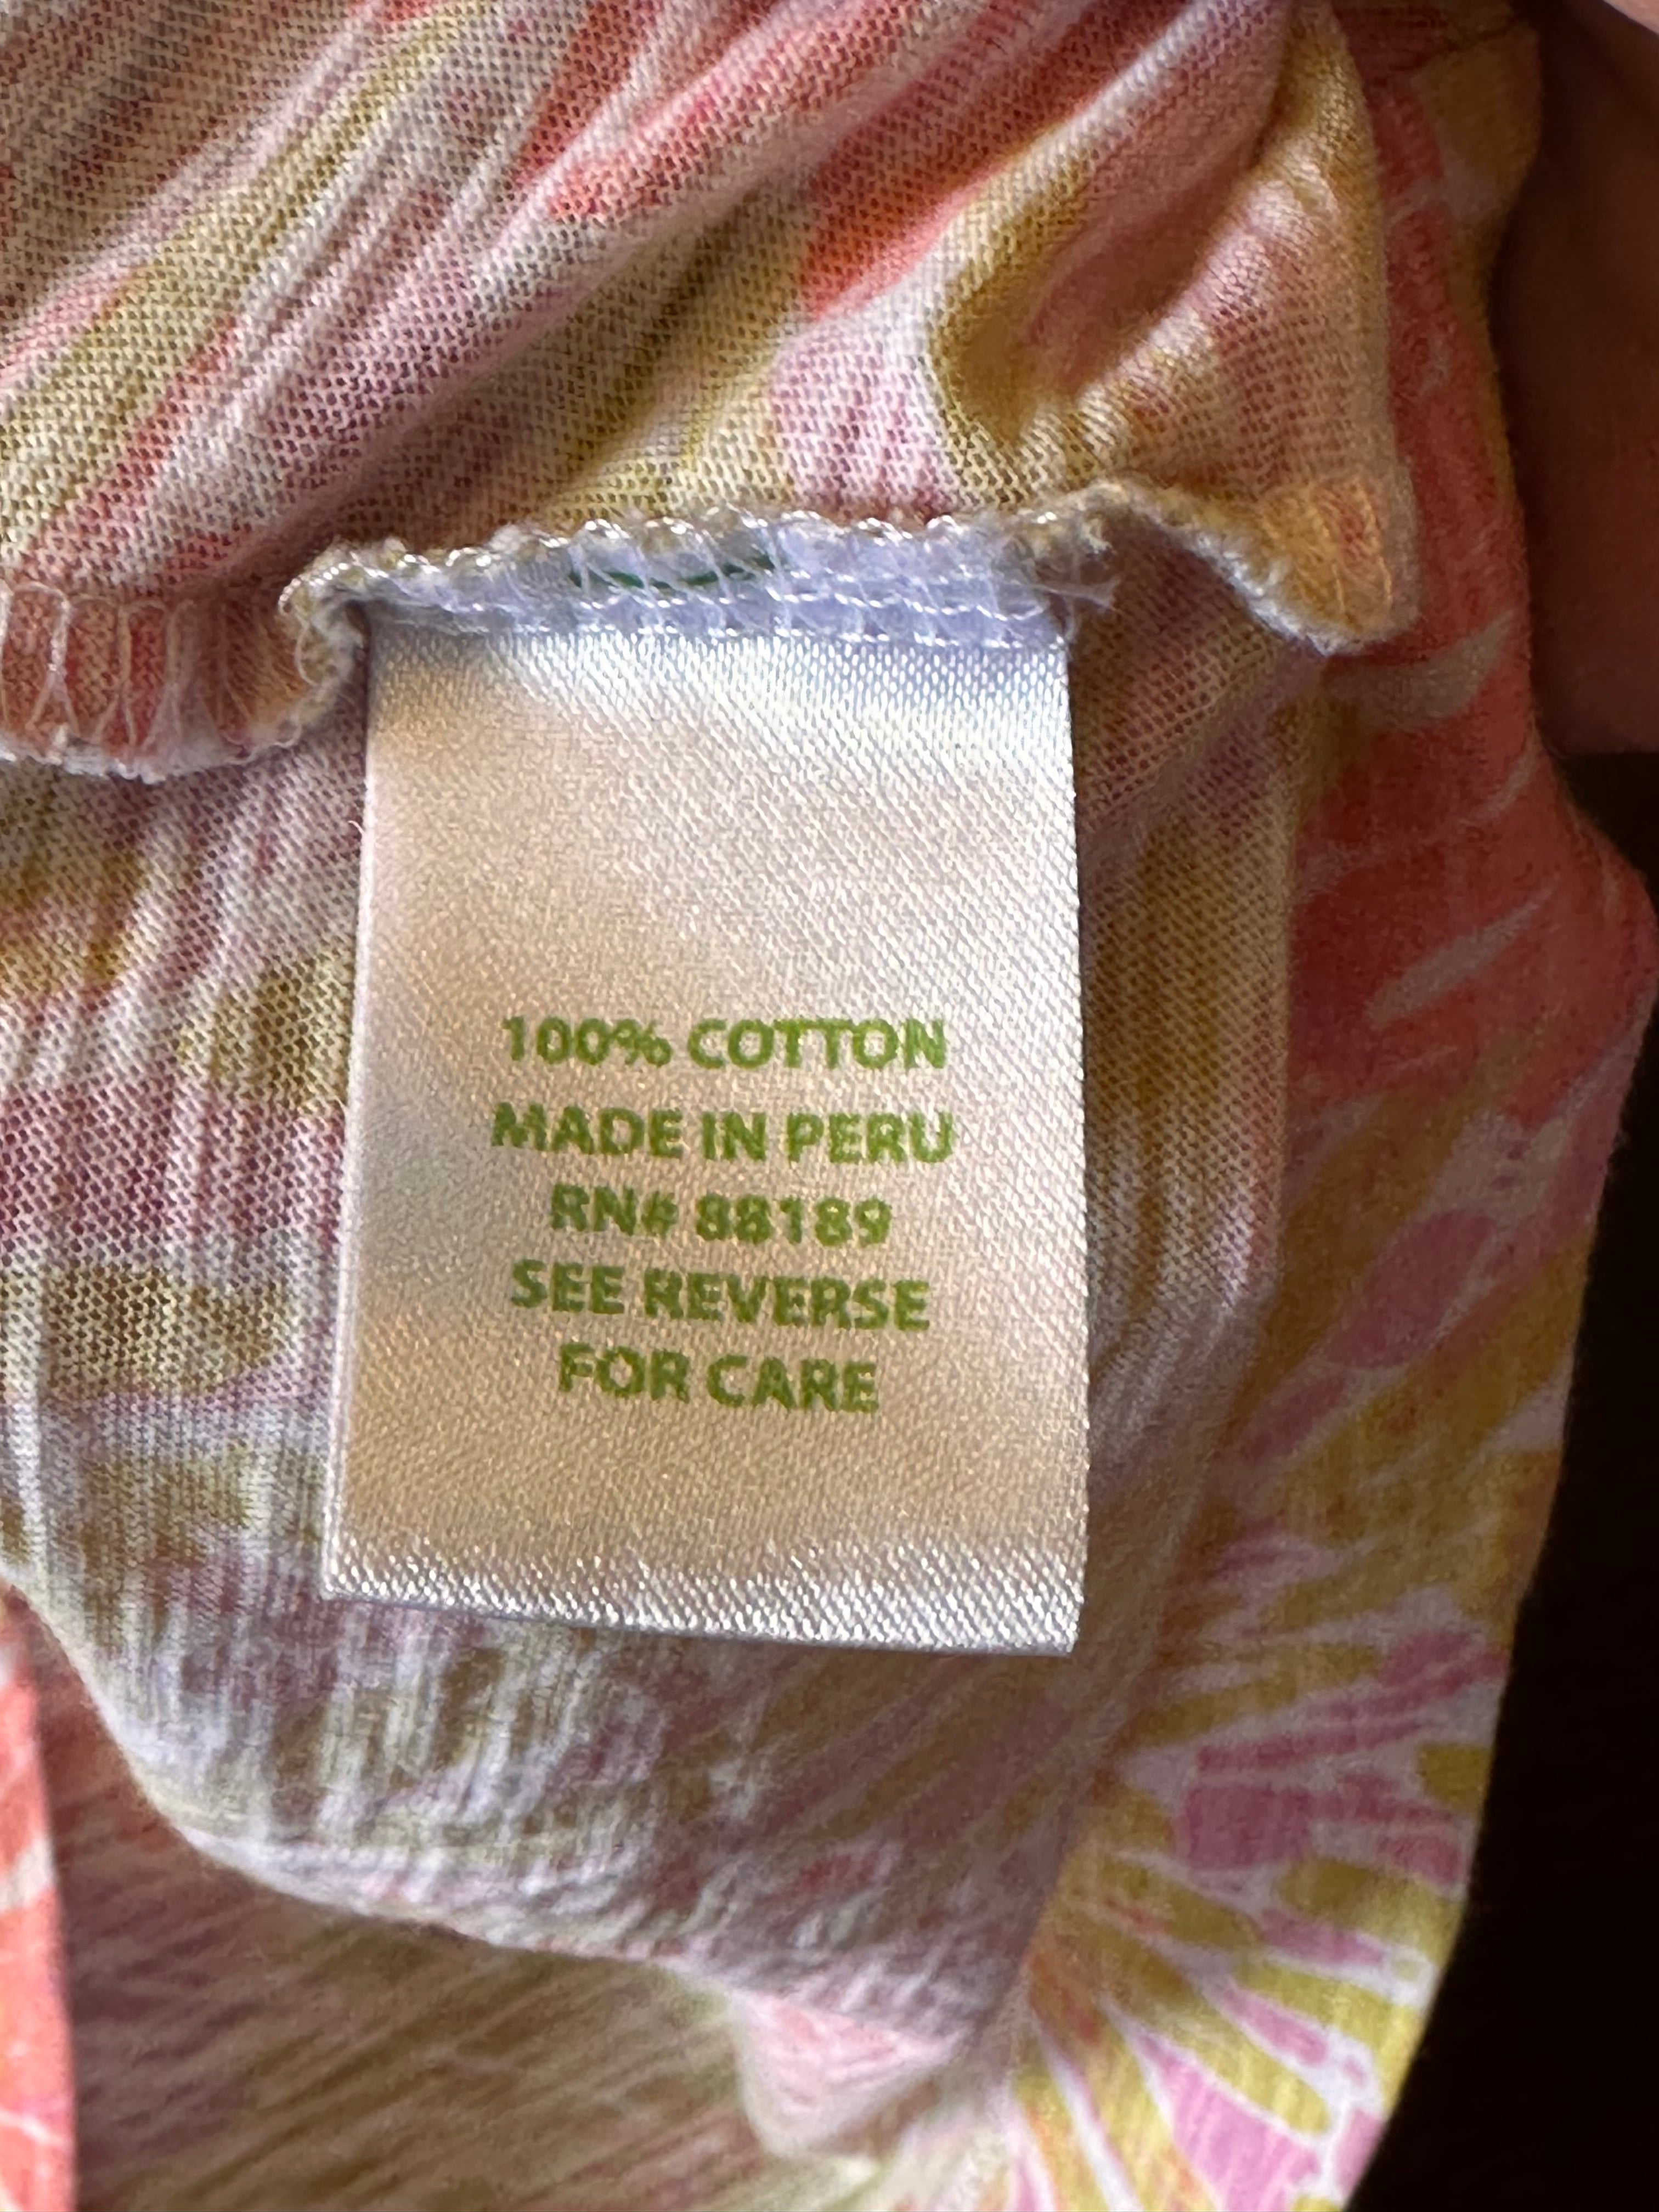 100% COTTON
MADE IN PERU
RN# 88189
SEE REVERSE
FOR CARE